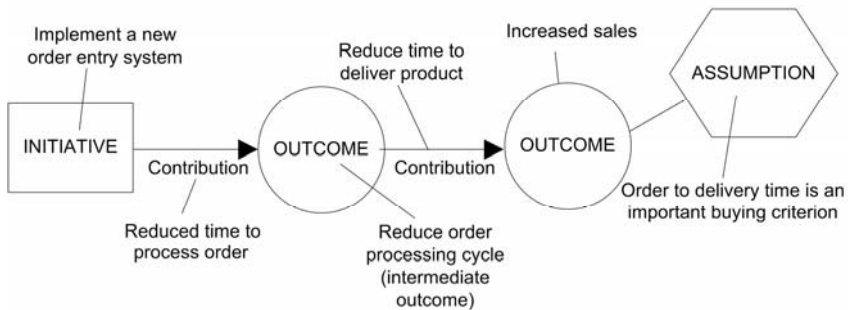 Implement a new
order entry system
INITIATIVE
Contribution
Reduced time to
process order
OUTCOME
Reduce order
processing cycle
(intermediate
outcome)
Reduce time to
deliver product
Contribution
Increased sales
OUTCOME
ASSUMPTION
Order to delivery time is an
important buying criterion